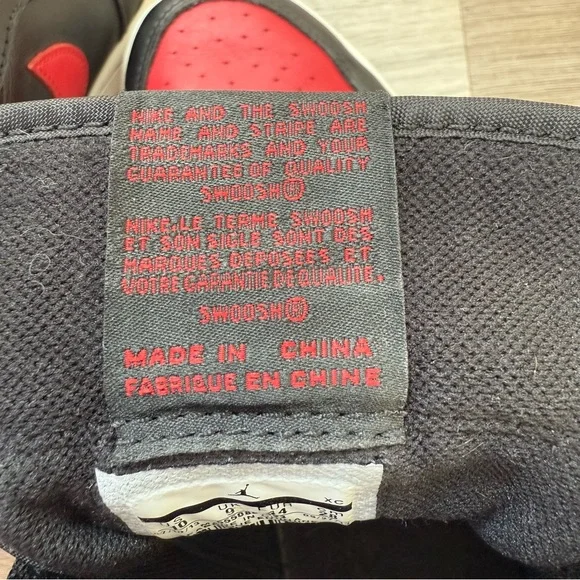 NIKE AND THE SWOOSH
NAME AND STRIPE ARE
TRADEMARKS AND YOUR
GUARANTEE OF QUALITY
SWOOSH®
NIKE, LE TERME SWOOSH
ET SON SIGLE SONT DES
MARQUES DEPOSEES ET
VOTRE GARANTIE DE QUALITE.
SWOOSH®
MADE IN CHINA
FABRIQUE EN CHINE
XC